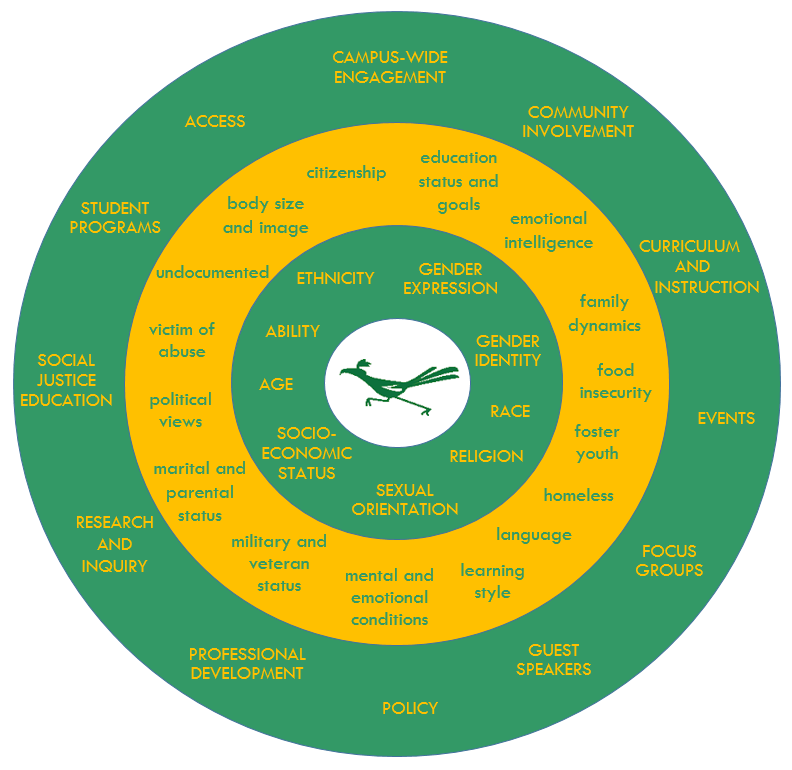 CAMPUS-WIDE
ENGAGEMENT
COMMUNITY
INVOLVEMENT
CURRICULUM
AND
INSTRUCTION
EVENTS
FOCUS
GROUPS
GUEST
SPEAKERS
POLICY
PROFESSIONAL
DEVELOPMENT
RESEARCH
AND
INQUIRY
SOCIAL
JUSTICE
EDUCATION
STUDENT
PROGRAMS
ACCESS
citizenship
education
status and
goals
emotional
intelligence
family
dynamics
food
insecurity
foster
youth
homeless
language
learning
style
mental and
emotional
conditions
military and
veteran
status
marital and
parental
status
political
views
victim of
abuse
undocumented
body size
and image
ETHNICITY
GENDER
EXPRESSION
GENDER
IDENTITY
RACE
RELIGION
SEXUAL
ORIENTATION
SOCIO-
ECONOMIC
STATUS
AGE
ABILITY